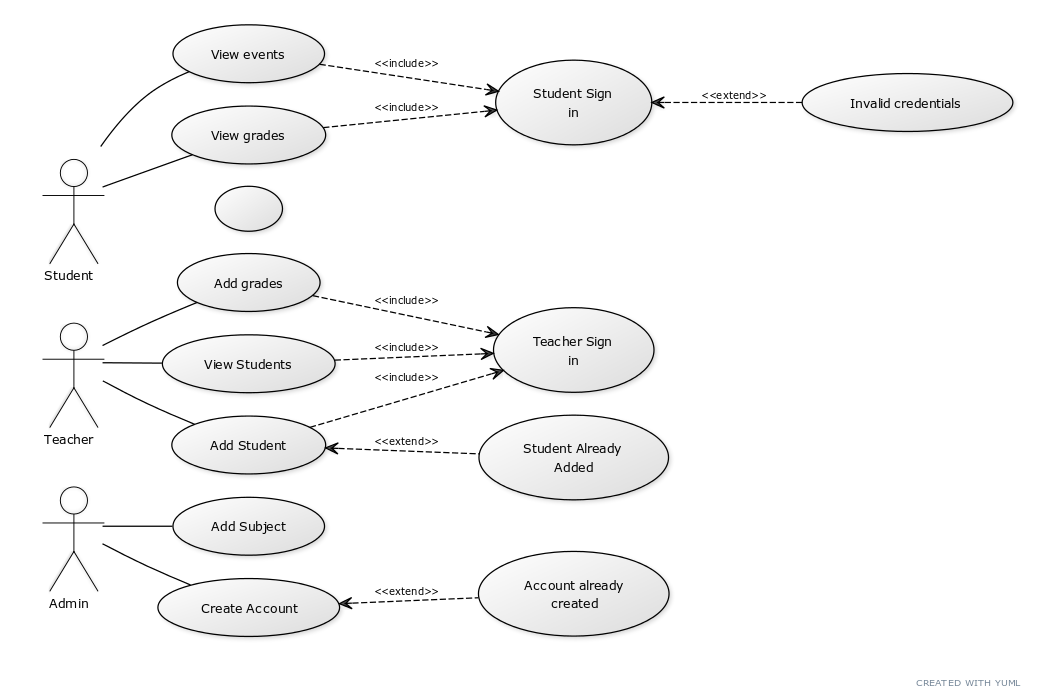 View events
<<include>>
Student Sign
in
<<extend>>
Invalid credentials
<<include>>
View grades
Student
Add grades
<<include>>
Teacher Sign
in
<<include>>
View Students
<<include>>
Teacher
Add Student
<<extend>>
Student Already
Added
Add Subject
Admin
Create Account
<<extend>>
Account already
created
CREATED WITH YUML